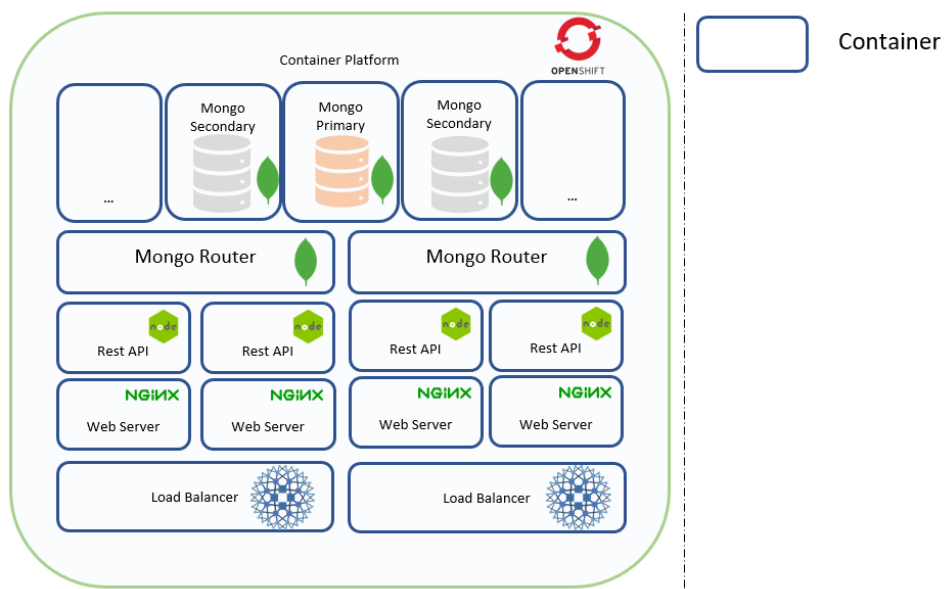 Container Platform
OPENSHIFT
Container
Mongo
Secondary
Mongo
Primary
Mongo
Secondary
...
...
Mongo Router
Mongo Router
node
Rest API
node
Rest API
node
Rest API
node
Rest API
NGiNX
Web Server
NGiNX
Web Server
NGiNX
Web Server
NGiNX
Web Server
Load Balancer
Load Balancer